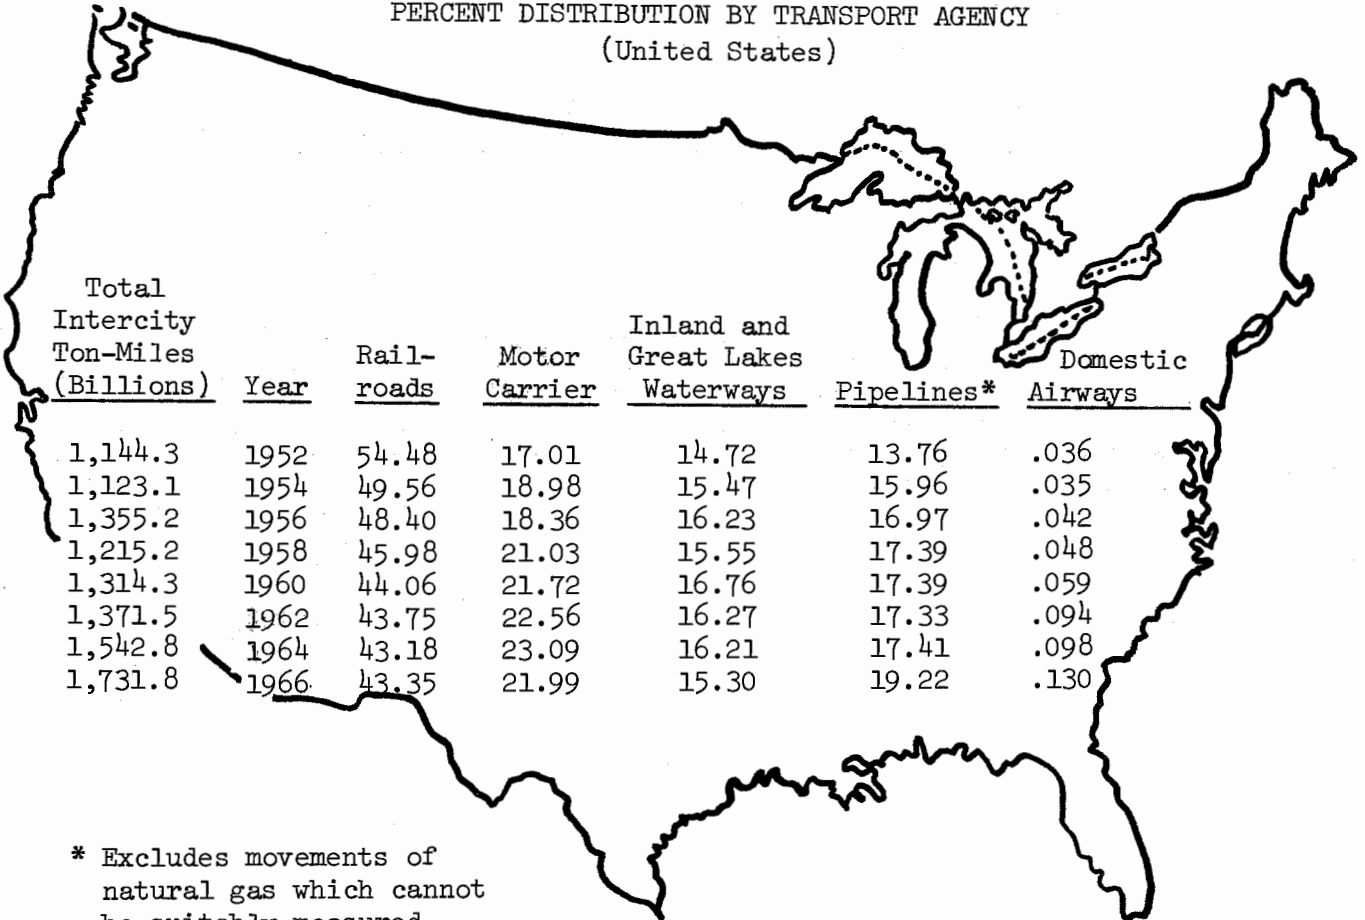 PERCENT DISTRIBUTION BY TRANSPORT AGENCY
(United States)
Total
Intercity
Ton-Miles
(Billions)
Year
Rail-
roads
Motor
Carrier
Inland and
Great Lakes
Waterways
Pipelines*
Domestic
Airways
1,144.3 1952 54.48 17.01 14.72 13.76 .036
1,123.1 1954 49.56 18.98 15.47 15.96 .035
1,355.2 1956 48.40 18.36 16.23 16.97 .042
1,215.2 1958 45.98 21.03 15.55 17.39 .048
1,314.3 1960 44.06 21.72 16.76 17.39 .059
1,371.5 1962 43.75 22.56 16.27 17.33 .094
1,542.8 1964 43.18 23.09 16.21 17.41 .098
1,731.8 1966 43.35 21.99 15.30 19.22 .130
* Excludes movements of
natural gas which cannot
be suitably measured